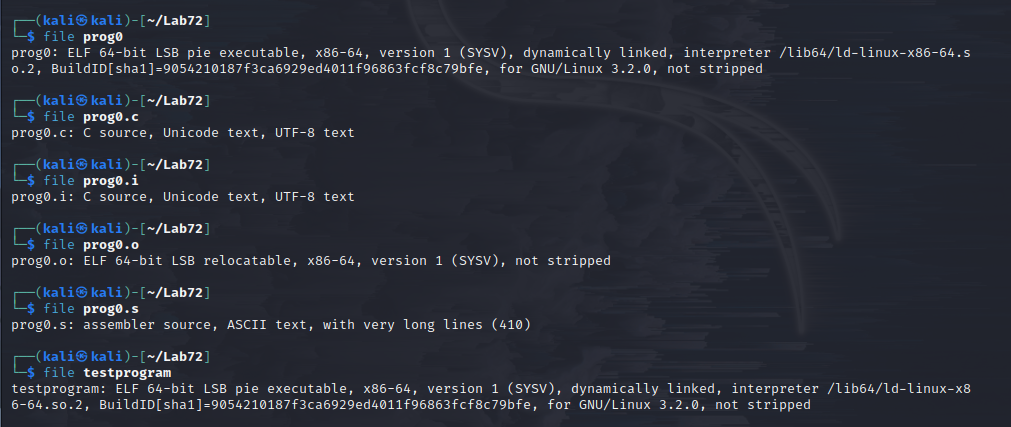 ┌──(kali㉿kali)-[~/Lab72]
└─$ file prog0
prog0: ELF 64-bit LSB pie executable, x86-64, version 1 (SYSV), dynamically linked, interpreter /lib64/ld-linux-x86-64.s
o.2, BuildID[sha1]=9054210187f3ca6929ed4011f96863fcf8c79bfe, for GNU/Linux 3.2.0, not stripped
┌──(kali㉿kali)-[~/Lab72]
└─$ file prog0.c
prog0.c: C source, Unicode text, UTF-8 text
┌──(kali㉿kali)-[~/Lab72]
└─$ file prog0.i
prog0.i: C source, Unicode text, UTF-8 text
┌──(kali㉿kali)-[~/Lab72]
└─$ file prog0.o
prog0.o: ELF 64-bit LSB relocatable, x86-64, version 1 (SYSV), not stripped
┌──(kali㉿kali)-[~/Lab72]
└─$ file prog0.s
prog0.s: assembler source, ASCII text, with very long lines (410)
┌──(kali㉿kali)-[~/Lab72]
└─$ file testprogram
testprogram: ELF 64-bit LSB pie executable, x86-64, version 1 (SYSV), dynamically linked, interpreter /lib64/ld-linux-x8
6-64.so.2, BuildID[sha1]=9054210187f3ca6929ed4011f96863fcf8c79bfe, for GNU/Linux 3.2.0, not stripped